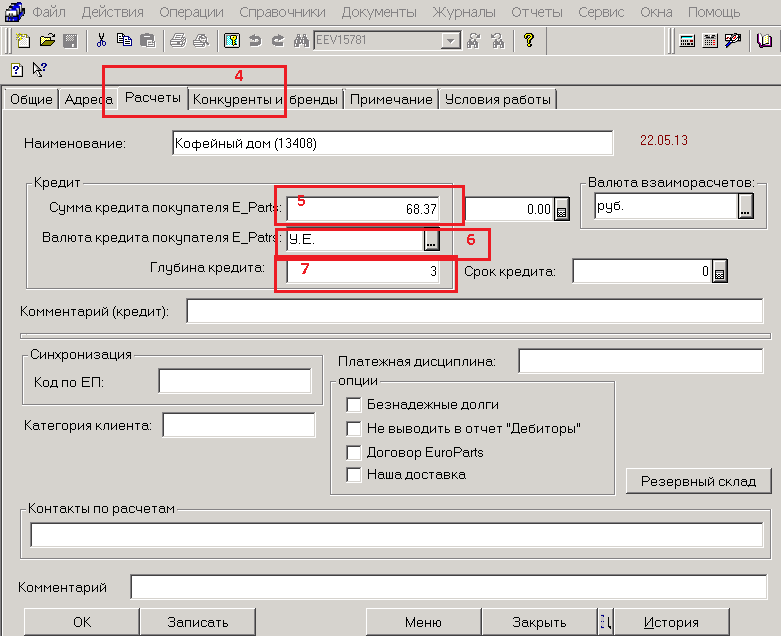 Файл Действия Операции Справочники Документы Журналы Отчеты Сервис Окна Помощь
EEV15781
4
Общие Адреса Расчеты Конкуренты и бренды Примечание Условия работы
Наименование: Кофейный дом (13408) 22.05.13
Кредит Валюта взаиморасчетов:
Сумма кредита покупателя E_Parts: 5 68.37 0.00 руб. ...
Валюта кредита покупателя E_Patrs: У.Е. ... 6
Глубина кредита: 7 3 Срок кредита: 0
Комментарий (кредит):
Синхронизация
Платежная дисциплина:
Код по ЕП:
опции
Безнадежные долги
Категория клиента:
Не выводить в отчет "Дебиторы"
Договор EuroParts
Наша доставка
Резервный склад
Контакты по расчетам
Комментарий
OK Записать Меню Закрыть История